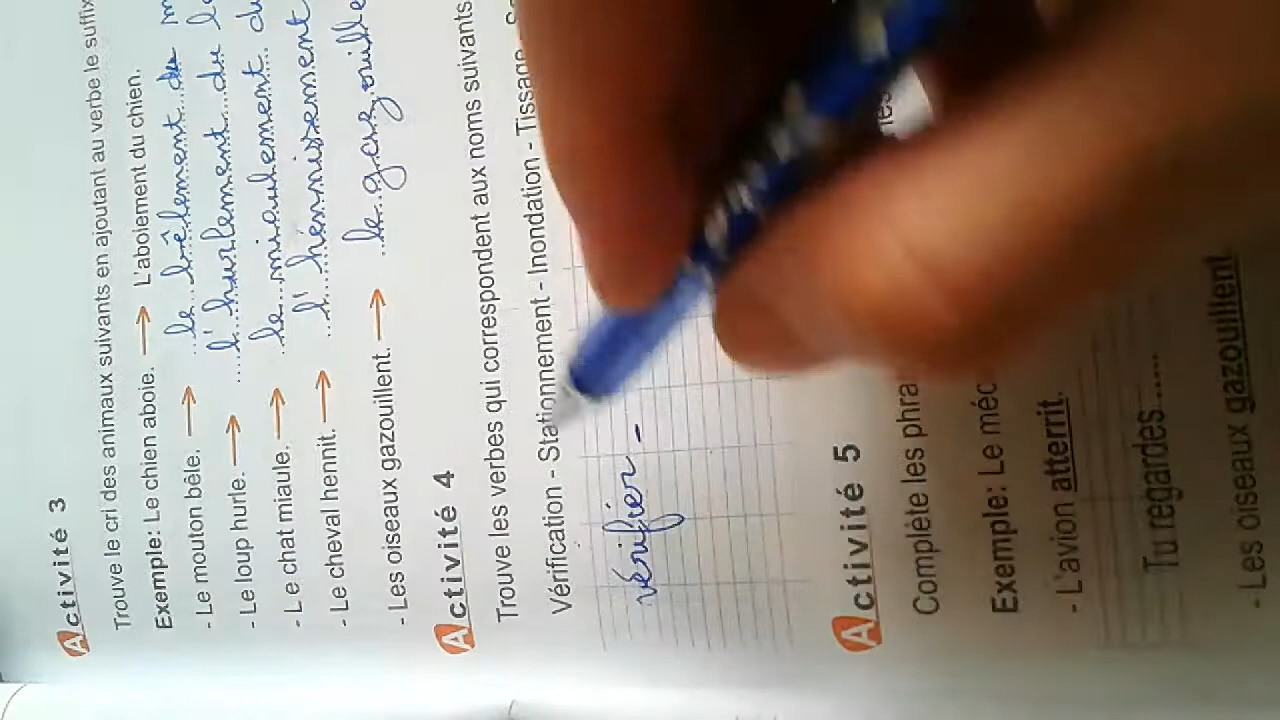 Activité 3
Trouve le cri des animaux suivants en ajoutant au verbe le suffix
Exemple: Le chien aboie. → L'aboiement du chien.
- Le mouton bêle. → le bêlement du m
- Le loup hurle. → l'hurlement du lo
- Le chat miaule. → le miaulement du
- Le cheval hennit. → l'hennissement
- Les oiseaux gazouillent. → le gazouille
Activité 4
Trouve les verbes qui correspondent aux noms suivants
Vérification - Stationnement - Inondation - Tissage
vérifier -
Activité 5
Complète les phra
Exemple: Le méc
- L'avion atterrit.
Tu regardes......
- Les oiseaux gazouillent